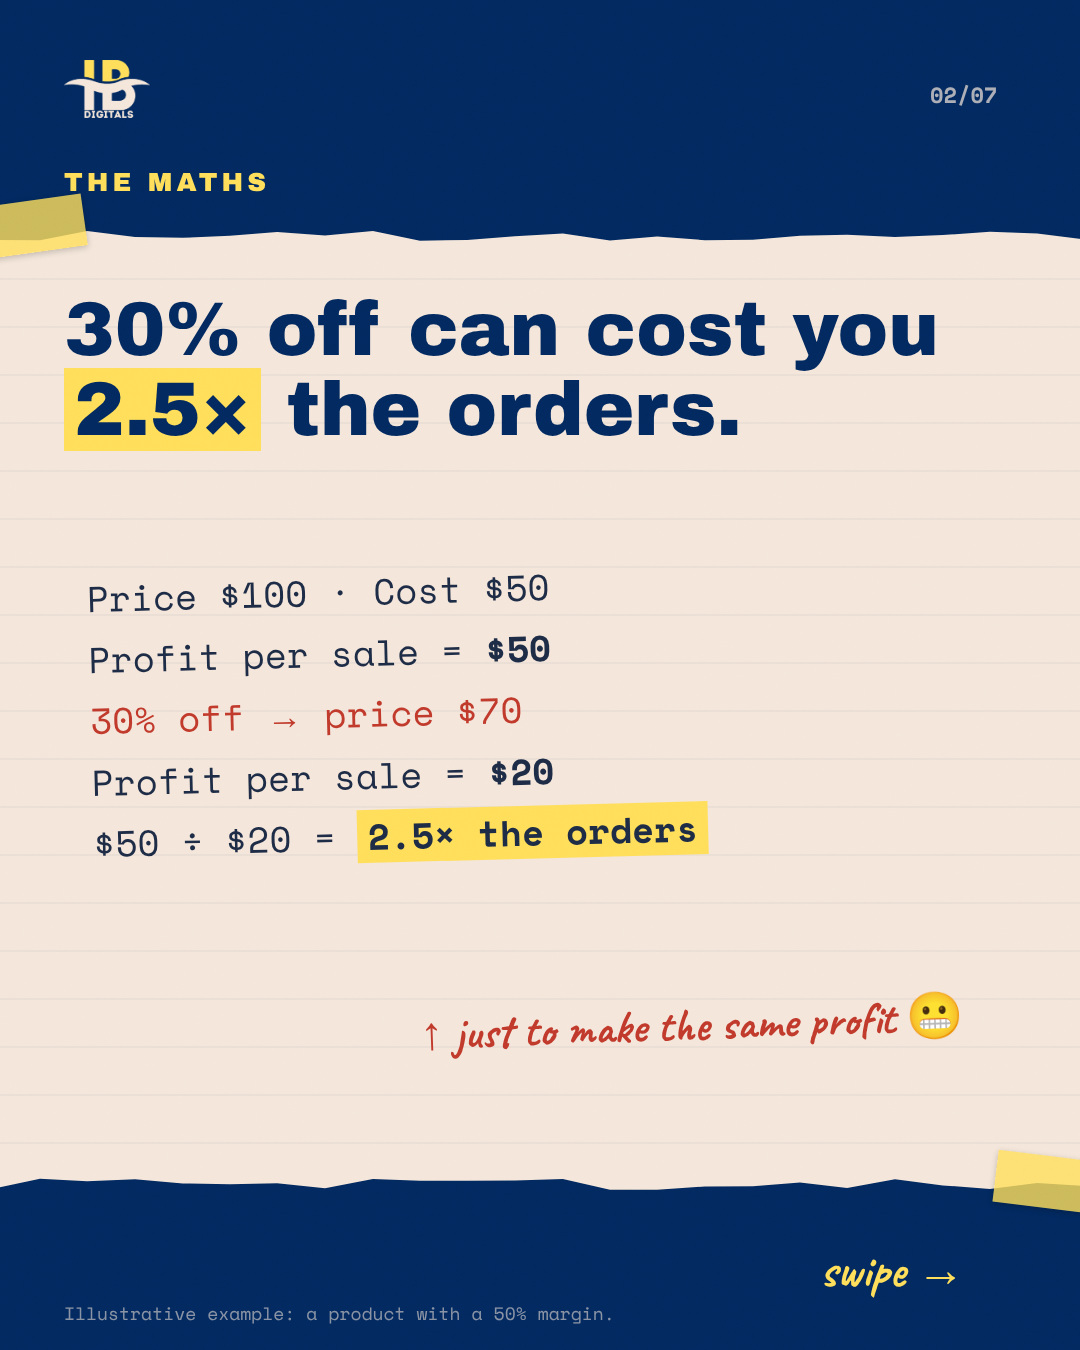 HB
DIGITALS
02/07
THE MATHS
30% off can cost you
2.5× the orders.
Price $100 · Cost $50
Profit per sale = $50
30% off → price $70
Profit per sale = $20
$50 ÷ $20 = 2.5× the orders
↑ just to make the same profit 😬
swipe →
Illustrative example: a product with a 50% margin.